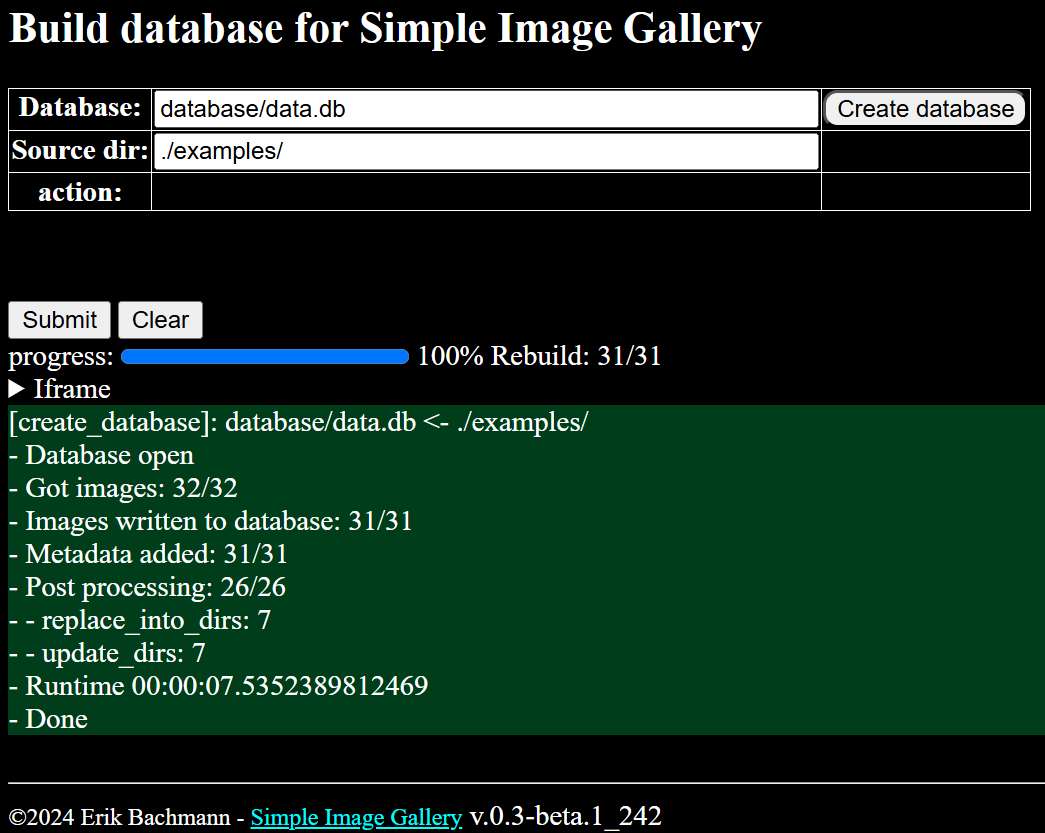 Build database for Simple Image Gallery
Database: database/data.db Create database
Source dir: ./examples/
action:
Submit Clear
progress: 100% Rebuild: 31/31
▶ Iframe
[create_database]: database/data.db <- ./examples/
- Database open
- Got images: 32/32
- Images written to database: 31/31
- Metadata added: 31/31
- Post processing: 26/26
- - replace_into_dirs: 7
- - update_dirs: 7
- Runtime 00:00:07.5352389812469
- Done
©2024 Erik Bachmann - Simple Image Gallery v.0.3-beta.1_242